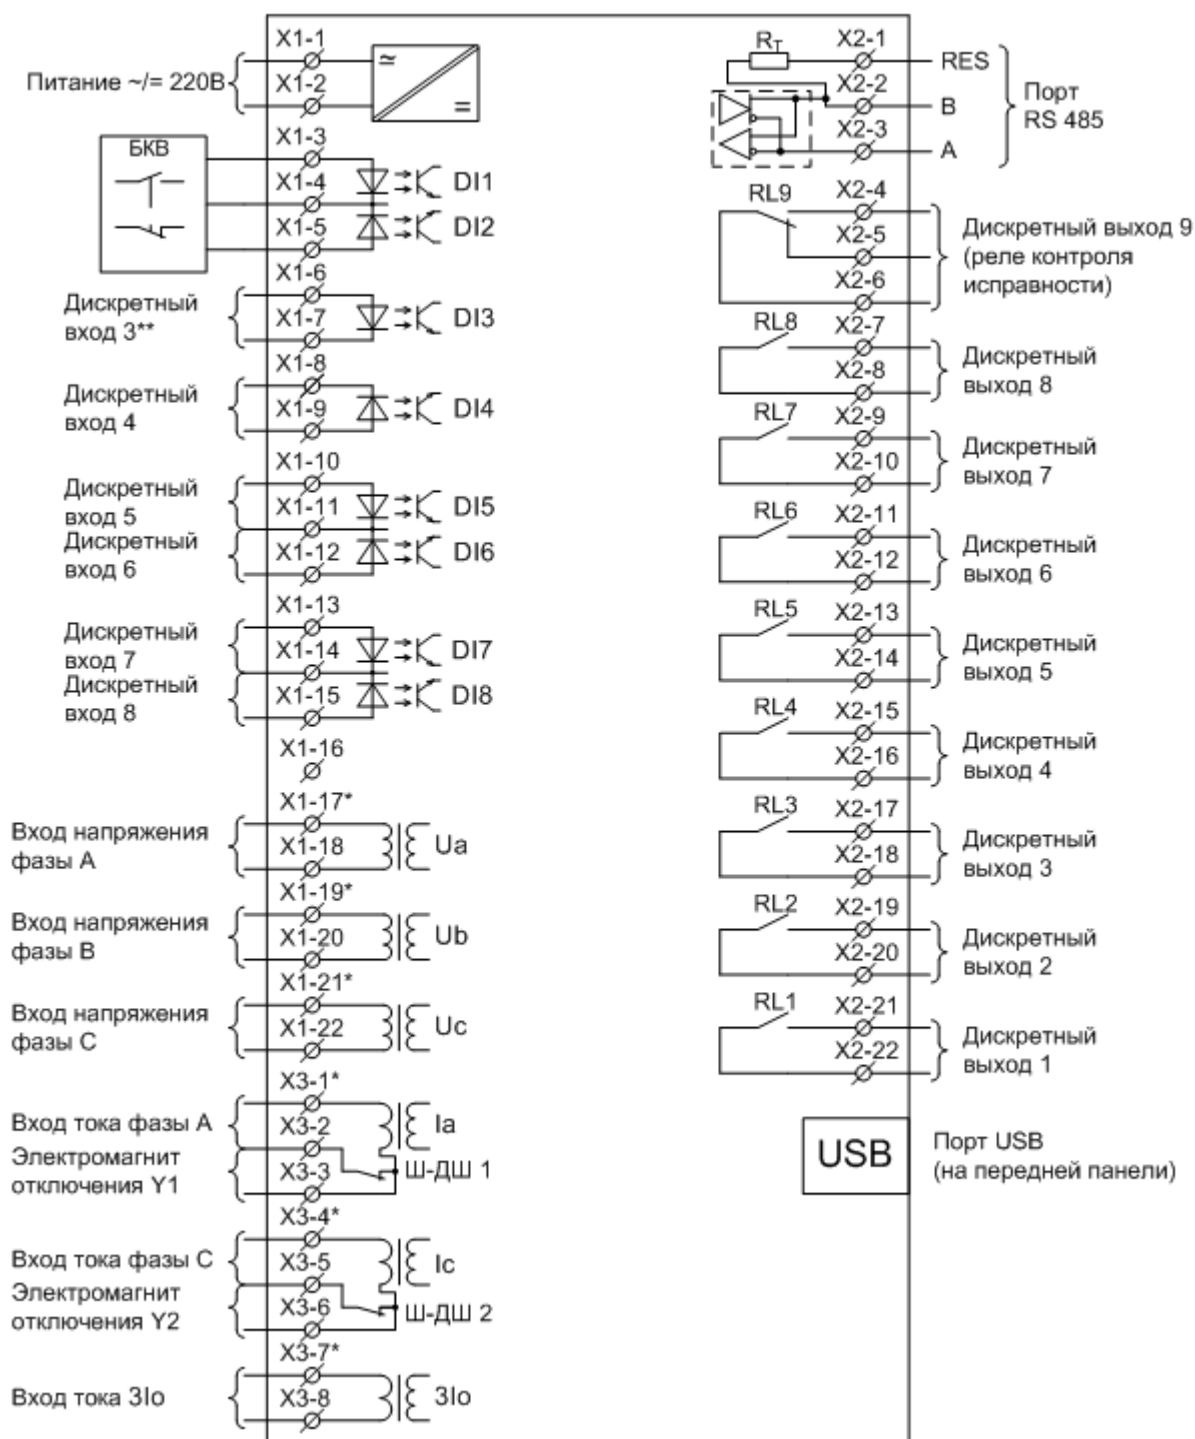 X1-1
Питание ~/= 220В
X1-2
≃
=
X1-3
БКВ
X1-4
DI1
X1-5
DI2
X1-6
Дискретный
вход 3**
X1-7
DI3
X1-8
Дискретный
вход 4
X1-9
DI4
X1-10
Дискретный
вход 5
X1-11
DI5
Дискретный
вход 6
X1-12
DI6
X1-13
Дискретный
вход 7
X1-14
DI7
Дискретный
вход 8
X1-15
DI8
X1-16
X1-17*
Вход напряжения
фазы A
X1-18
Ua
X1-19*
Вход напряжения
фазы B
X1-20
Ub
X1-21*
Вход напряжения
фазы C
X1-22
Uc
X3-1*
Вход тока фазы A
X3-2
Ia
Электромагнит
отключения Y1
X3-3
Ш-ДШ 1
X3-4*
Вход тока фазы C
X3-5
Ic
Электромагнит
отключения Y2
X3-6
Ш-ДШ 2
X3-7*
Вход тока 3Io
X3-8
3Io
RT
X2-1
RES
X2-2
B
X2-3
A
Порт
RS 485
RL9
X2-4
X2-5
X2-6
Дискретный выход 9
(реле контроля
исправности)
RL8
X2-7
X2-8
Дискретный
выход 8
RL7
X2-9
X2-10
Дискретный
выход 7
RL6
X2-11
X2-12
Дискретный
выход 6
RL5
X2-13
X2-14
Дискретный
выход 5
RL4
X2-15
X2-16
Дискретный
выход 4
RL3
X2-17
X2-18
Дискретный
выход 3
RL2
X2-19
X2-20
Дискретный
выход 2
RL1
X2-21
X2-22
Дискретный
выход 1
USB
Порт USB
(на передней панели)